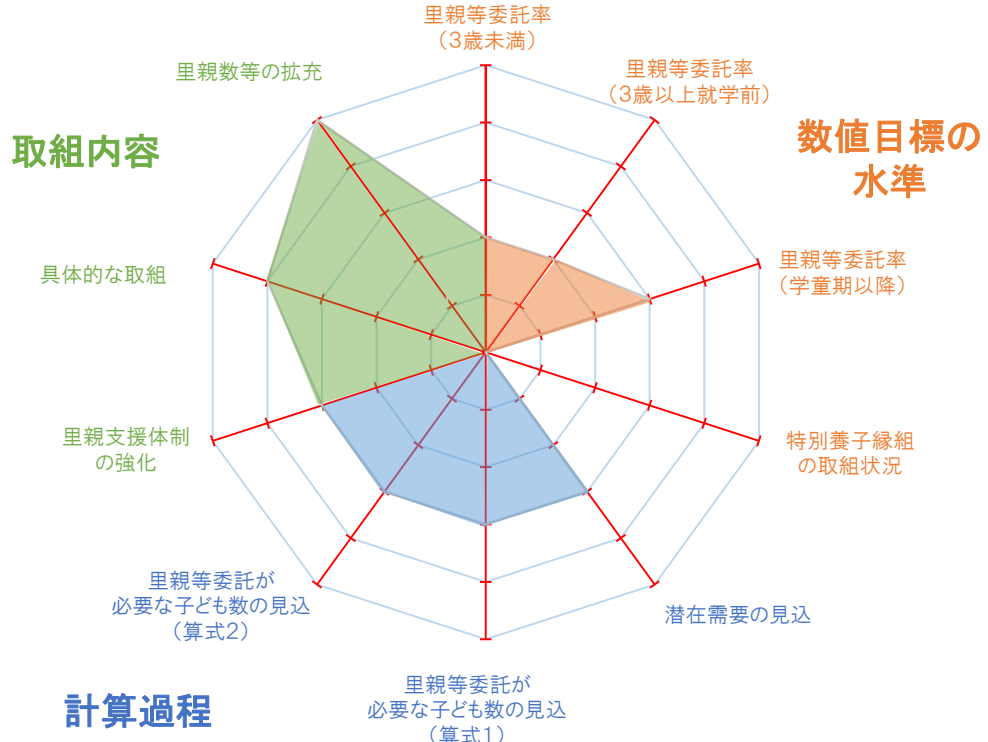 里親等委託率
（3歳未満）
里親等委託率
（3歳以上就学前）
里親数等の拡充
取組内容
数値目標の
水準
具体的な取組
里親等委託率
（学童期以降）
里親支援体制
の強化
特別養子縁組
の取組状況
里親等委託が
必要な子ども数の見込
（算式2）
潜在需要の見込
計算過程
里親等委託が
必要な子ども数の見込
（算式1）